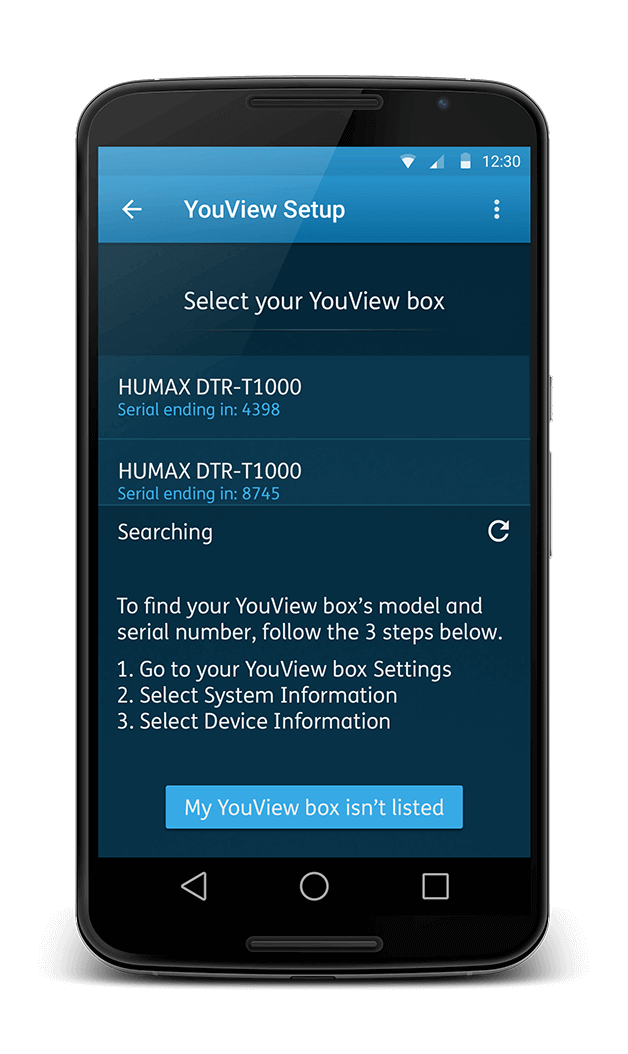 12:30
YouView Setup
Select your YouView box
HUMAX DTR-T1000
Serial ending in: 4398
HUMAX DTR-T1000
Serial ending in: 8745
Searching
To find your YouView box’s model and
serial number, follow the 3 steps below.
1. Go to your YouView box Settings
2. Select System Information
3. Select Device Information
My YouView box isn’t listed